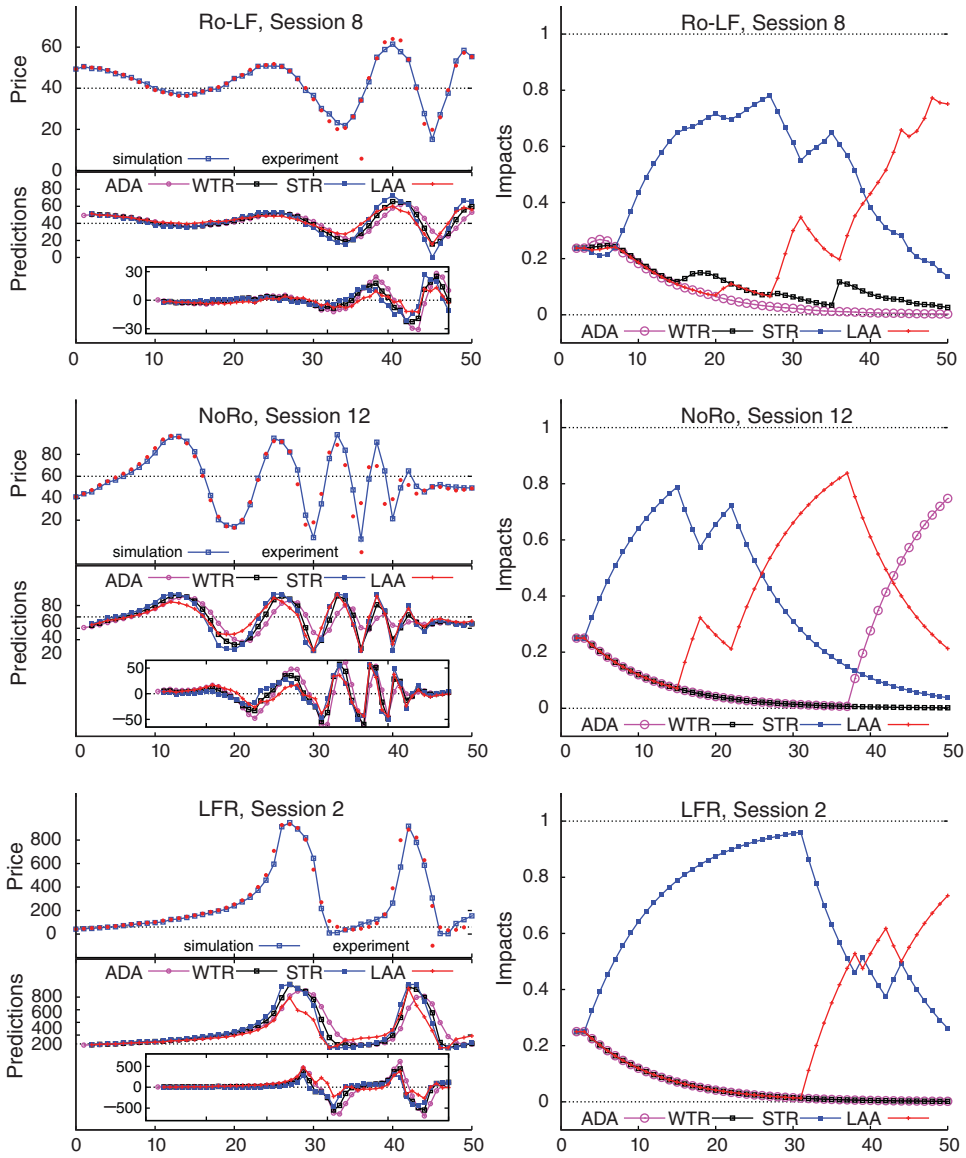 Ro-LF, Session 8
Price
60
40
20
0
simulation experiment
Predictions
80
60
40
20
0
ADA WTR STR LAA
30
0
−30
0 10 20 30 40 50
Ro-LF, Session 8
Impacts
1
0.8
0.6
0.4
0.2
0
ADA WTR STR LAA
0 10 20 30 40 50
NoRo, Session 12
Price
80
60
40
20
simulation experiment
Predictions
80
60
40
20
ADA WTR STR LAA
50
0
−50
0 10 20 30 40 50
NoRo, Session 12
Impacts
1
0.8
0.6
0.4
0.2
0
ADA WTR STR LAA
0 10 20 30 40 50
LFR, Session 2
Price
800
600
400
200
0
simulation experiment
Predictions
800
400
200
ADA WTR STR LAA
500
0
−500
0 10 20 30 40 50
LFR, Session 2
Impacts
1
0.8
0.6
0.4
0.2
0
ADA WTR STR LAA
0 10 20 30 40 50